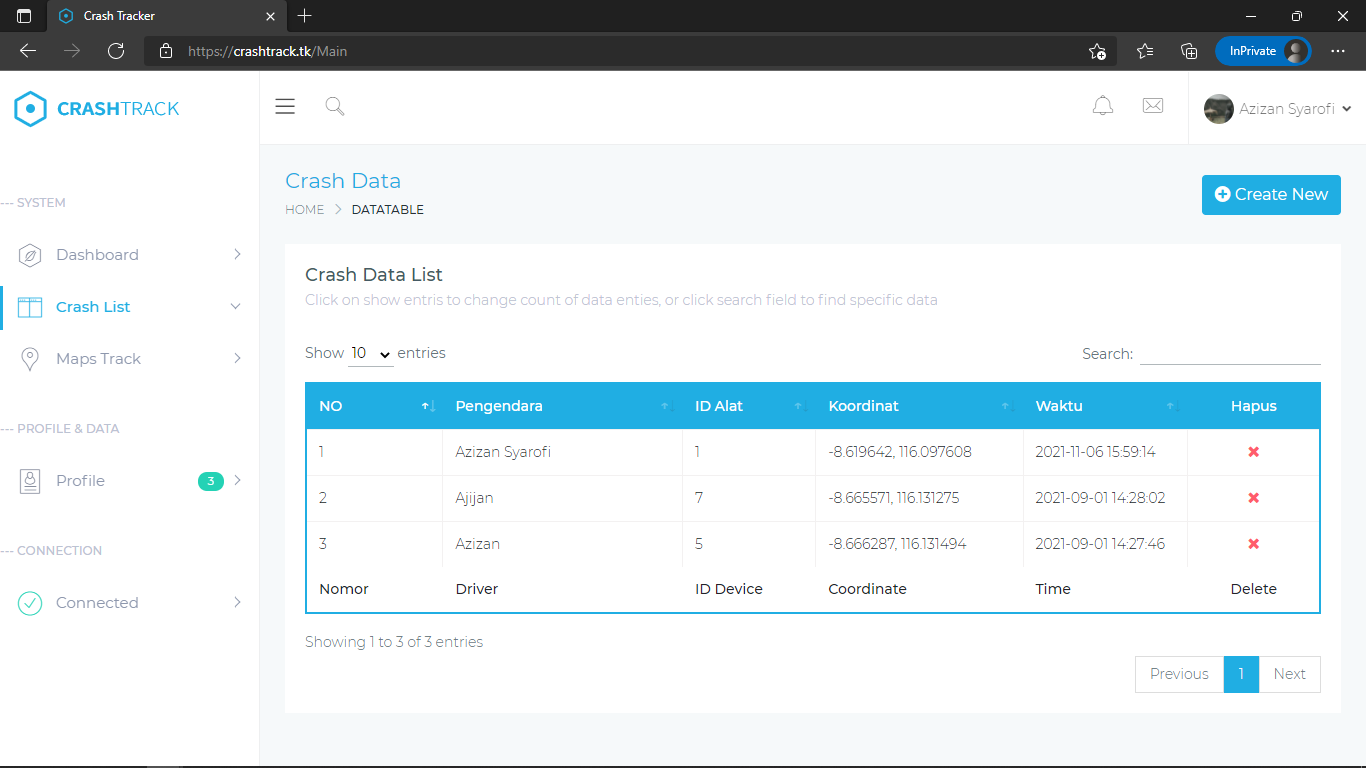 Crash Tracker
https://crashtrack.tk/Main
InPrivate
CRASHTRACK
Azizan Syarofi
--- SYSTEM
Dashboard
Crash List
Maps Track
--- PROFILE & DATA
Profile 3
--- CONNECTION
Connected
Crash Data
HOME > DATATABLE
Create New
Crash Data List
Click on show entris to change count of data enties, or click search field to find specific data
Show 10 entries
Search:
NO Pengendara ID Alat Koordinat Waktu Hapus
1 Azizan Syarofi 1 -8.619642, 116.097608 2021-11-06 15:59:14
2 Ajijan 7 -8.665571, 116.131275 2021-09-01 14:28:02
3 Azizan 5 -8.666287, 116.131494 2021-09-01 14:27:46
Nomor Driver ID Device Coordinate Time Delete
Showing 1 to 3 of 3 entries
Previous 1 Next